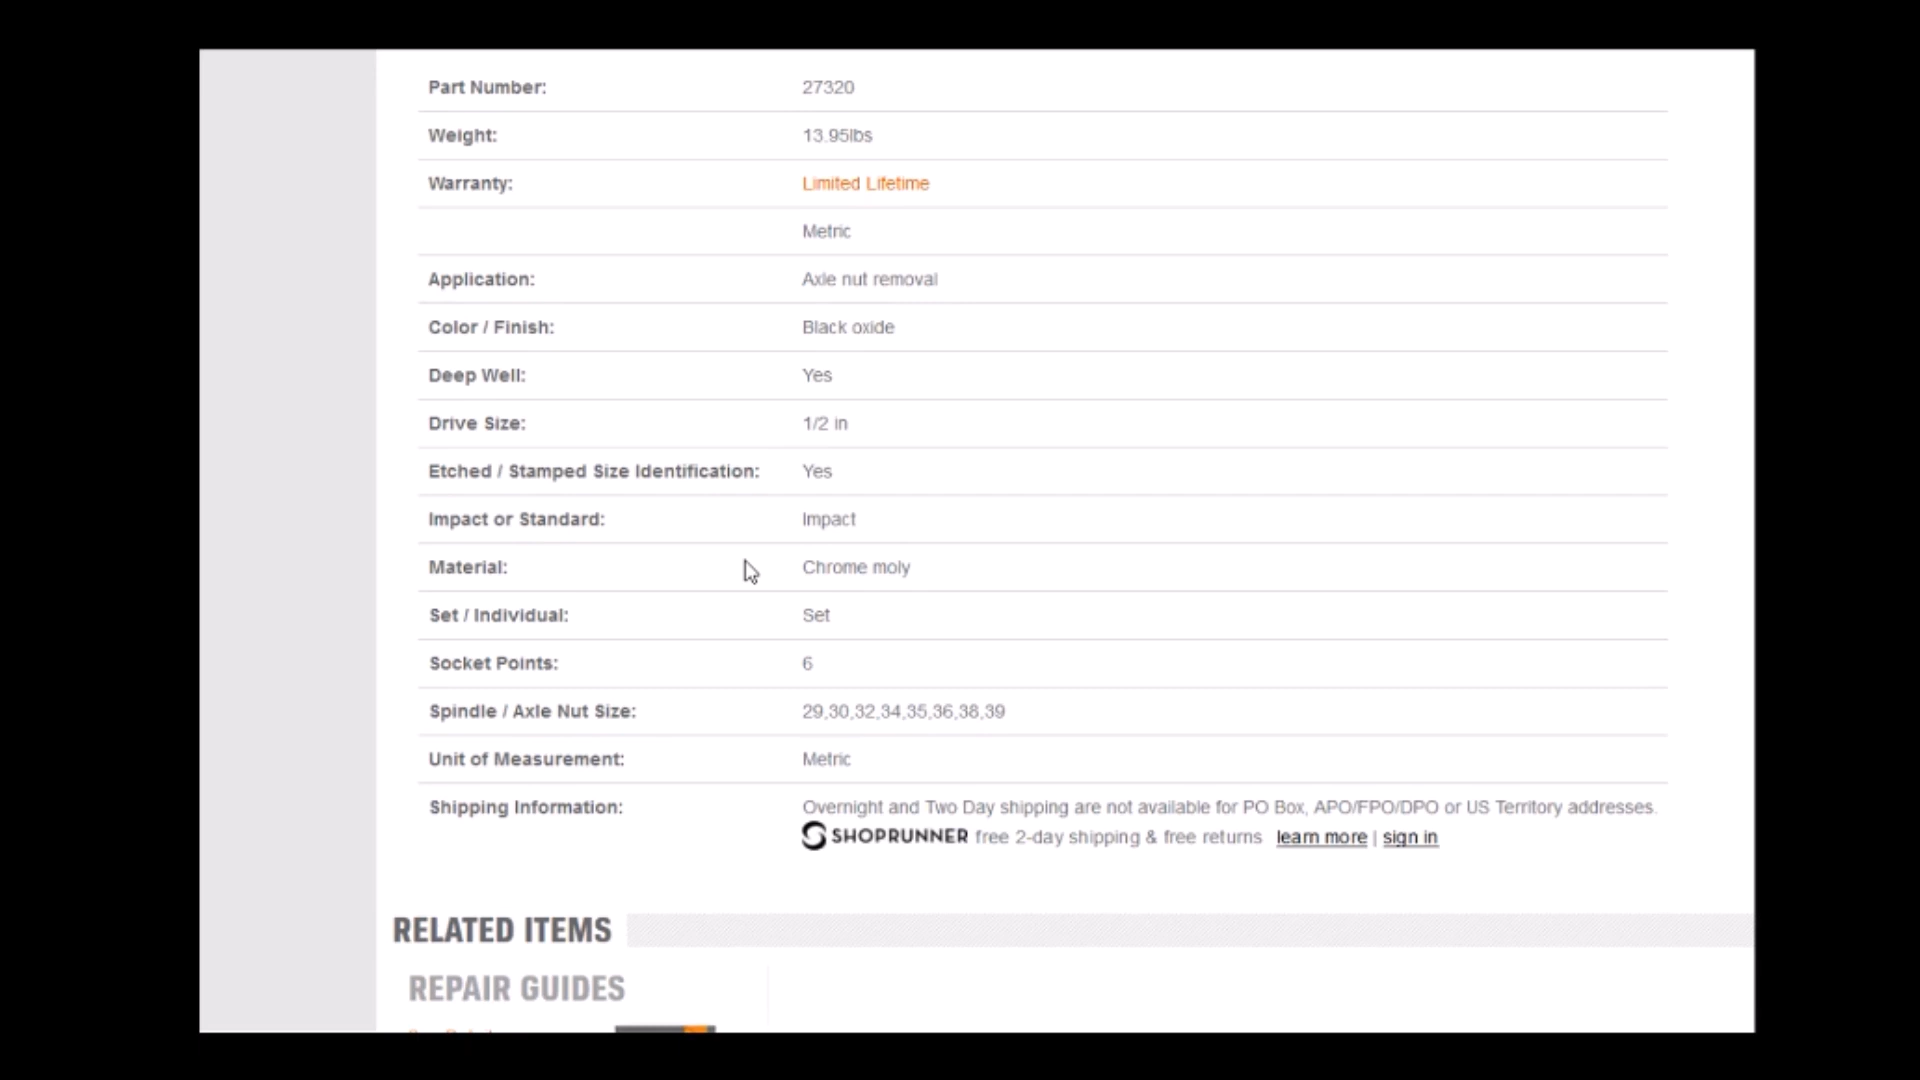 Part Number: 27320
Weight: 13.95lbs
Warranty: Limited Lifetime
Metric
Application: Axle nut removal
Color / Finish: Black oxide
Deep Well: Yes
Drive Size: 1/2 in
Etched / Stamped Size Identification: Yes
Impact or Standard: Impact
Material: Chrome moly
Set / Individual: Set
Socket Points: 6
Spindle / Axle Nut Size: 29,30,32,34,35,36,38,39
Unit of Measurement: Metric
Shipping Information: Overnight and Two Day shipping are not available for PO Box, APO/FPO/DPO or US Territory addresses.
SHOPRUNNER free 2-day shipping & free returns learn more | sign in
RELATED ITEMS
REPAIR GUIDES